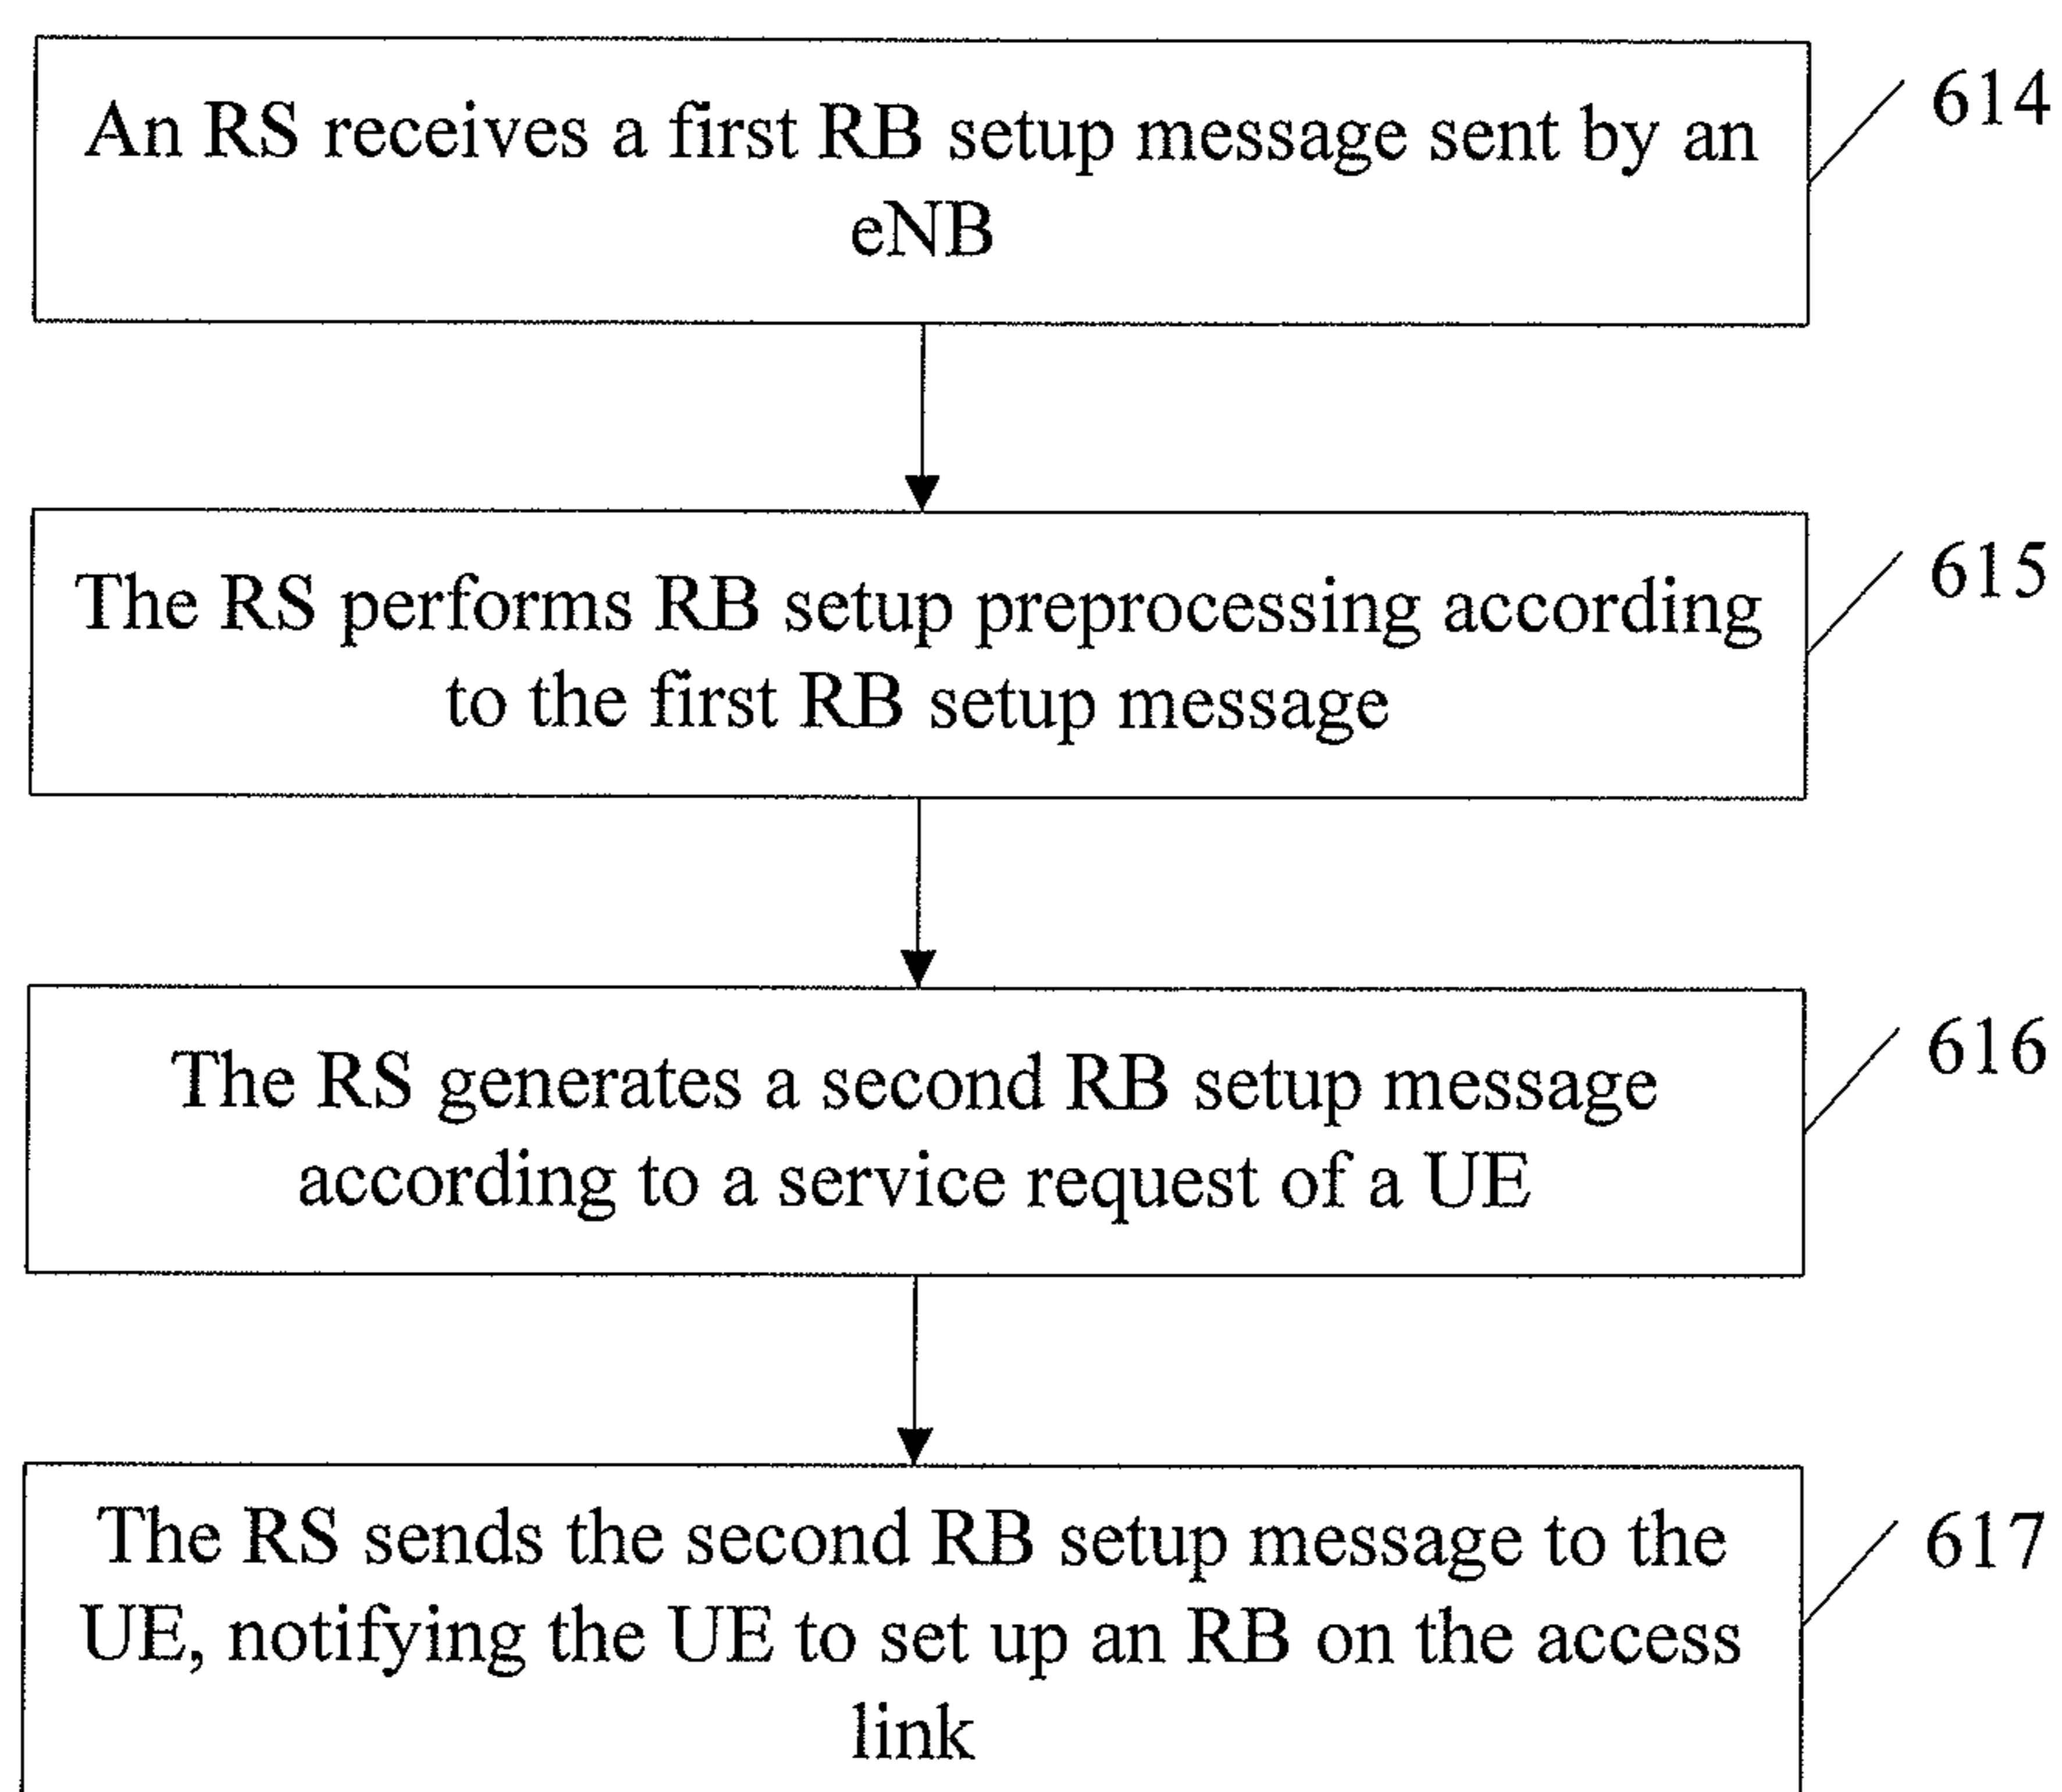 An RS receives a first RB setup message sent by an
eNB
614
The RS performs RB setup preprocessing according
to the first RB setup message
615
The RS generates a second RB setup message
according to a service request of a UE
616
The RS sends the second RB setup message to the
UE, notifying the UE to set up an RB on the access
link
617